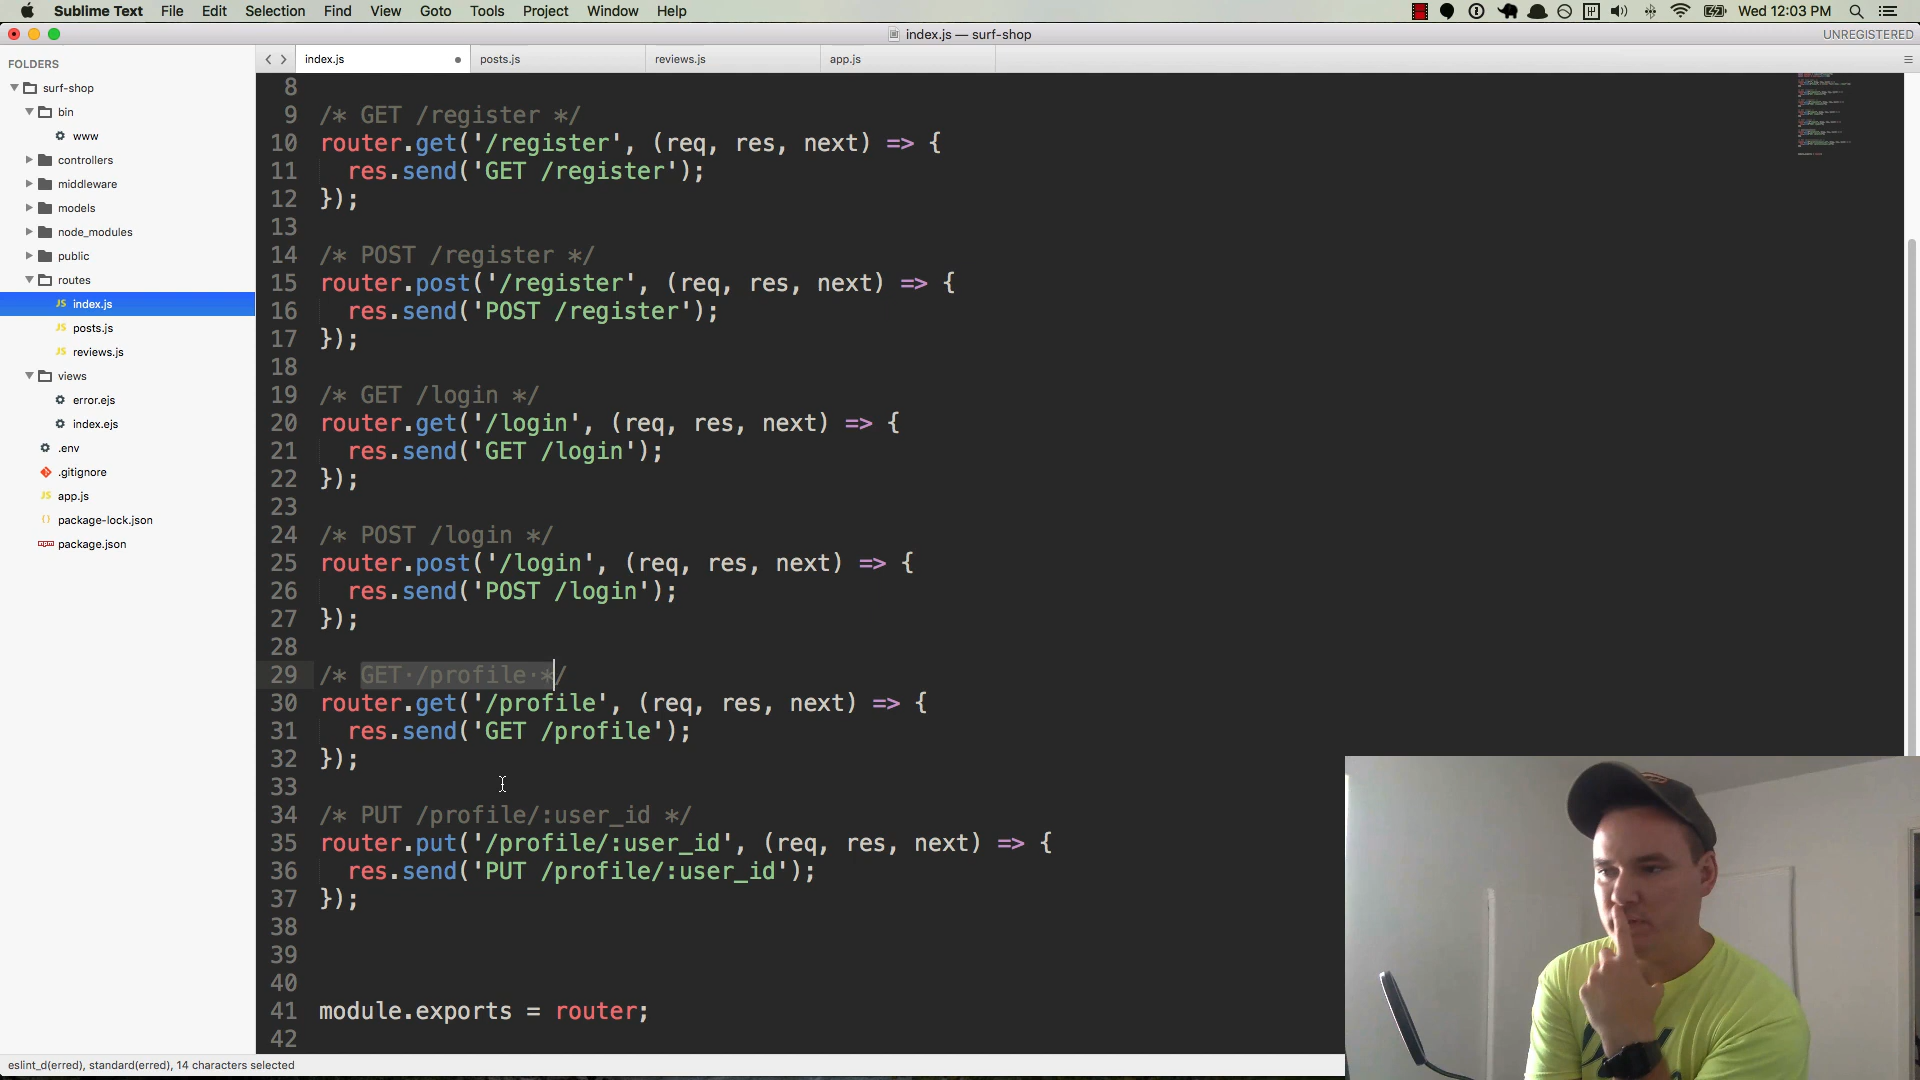 Sublime Text File Edit Selection Find View Goto Tools Project Window Help Wed 12:03 PM
index.js — surf-shop UNREGISTERED
FOLDERS
surf-shop
bin
www
controllers
middleware
models
node_modules
public
routes
JS index.js
JS posts.js
JS reviews.js
views
error.ejs
index.ejs
.env
.gitignore
JS app.js
package-lock.json
package.json
index.js posts.js reviews.js app.js
8
9 /* GET /register */
10 router.get('/register', (req, res, next) => {
11 res.send('GET /register');
12 });
13
14 /* POST /register */
15 router.post('/register', (req, res, next) => {
16 res.send('POST /register');
17 });
18
19 /* GET /login */
20 router.get('/login', (req, res, next) => {
21 res.send('GET /login');
22 });
23
24 /* POST /login */
25 router.post('/login', (req, res, next) => {
26 res.send('POST /login');
27 });
28
29 /* GET /profile */
30 router.get('/profile', (req, res, next) => {
31 res.send('GET /profile');
32 });
33
34 /* PUT /profile/:user_id */
35 router.put('/profile/:user_id', (req, res, next) => {
36 res.send('PUT /profile/:user_id');
37 });
38
39
40
41 module.exports = router;
42
eslint_d(erred), standard(erred), 14 characters selected